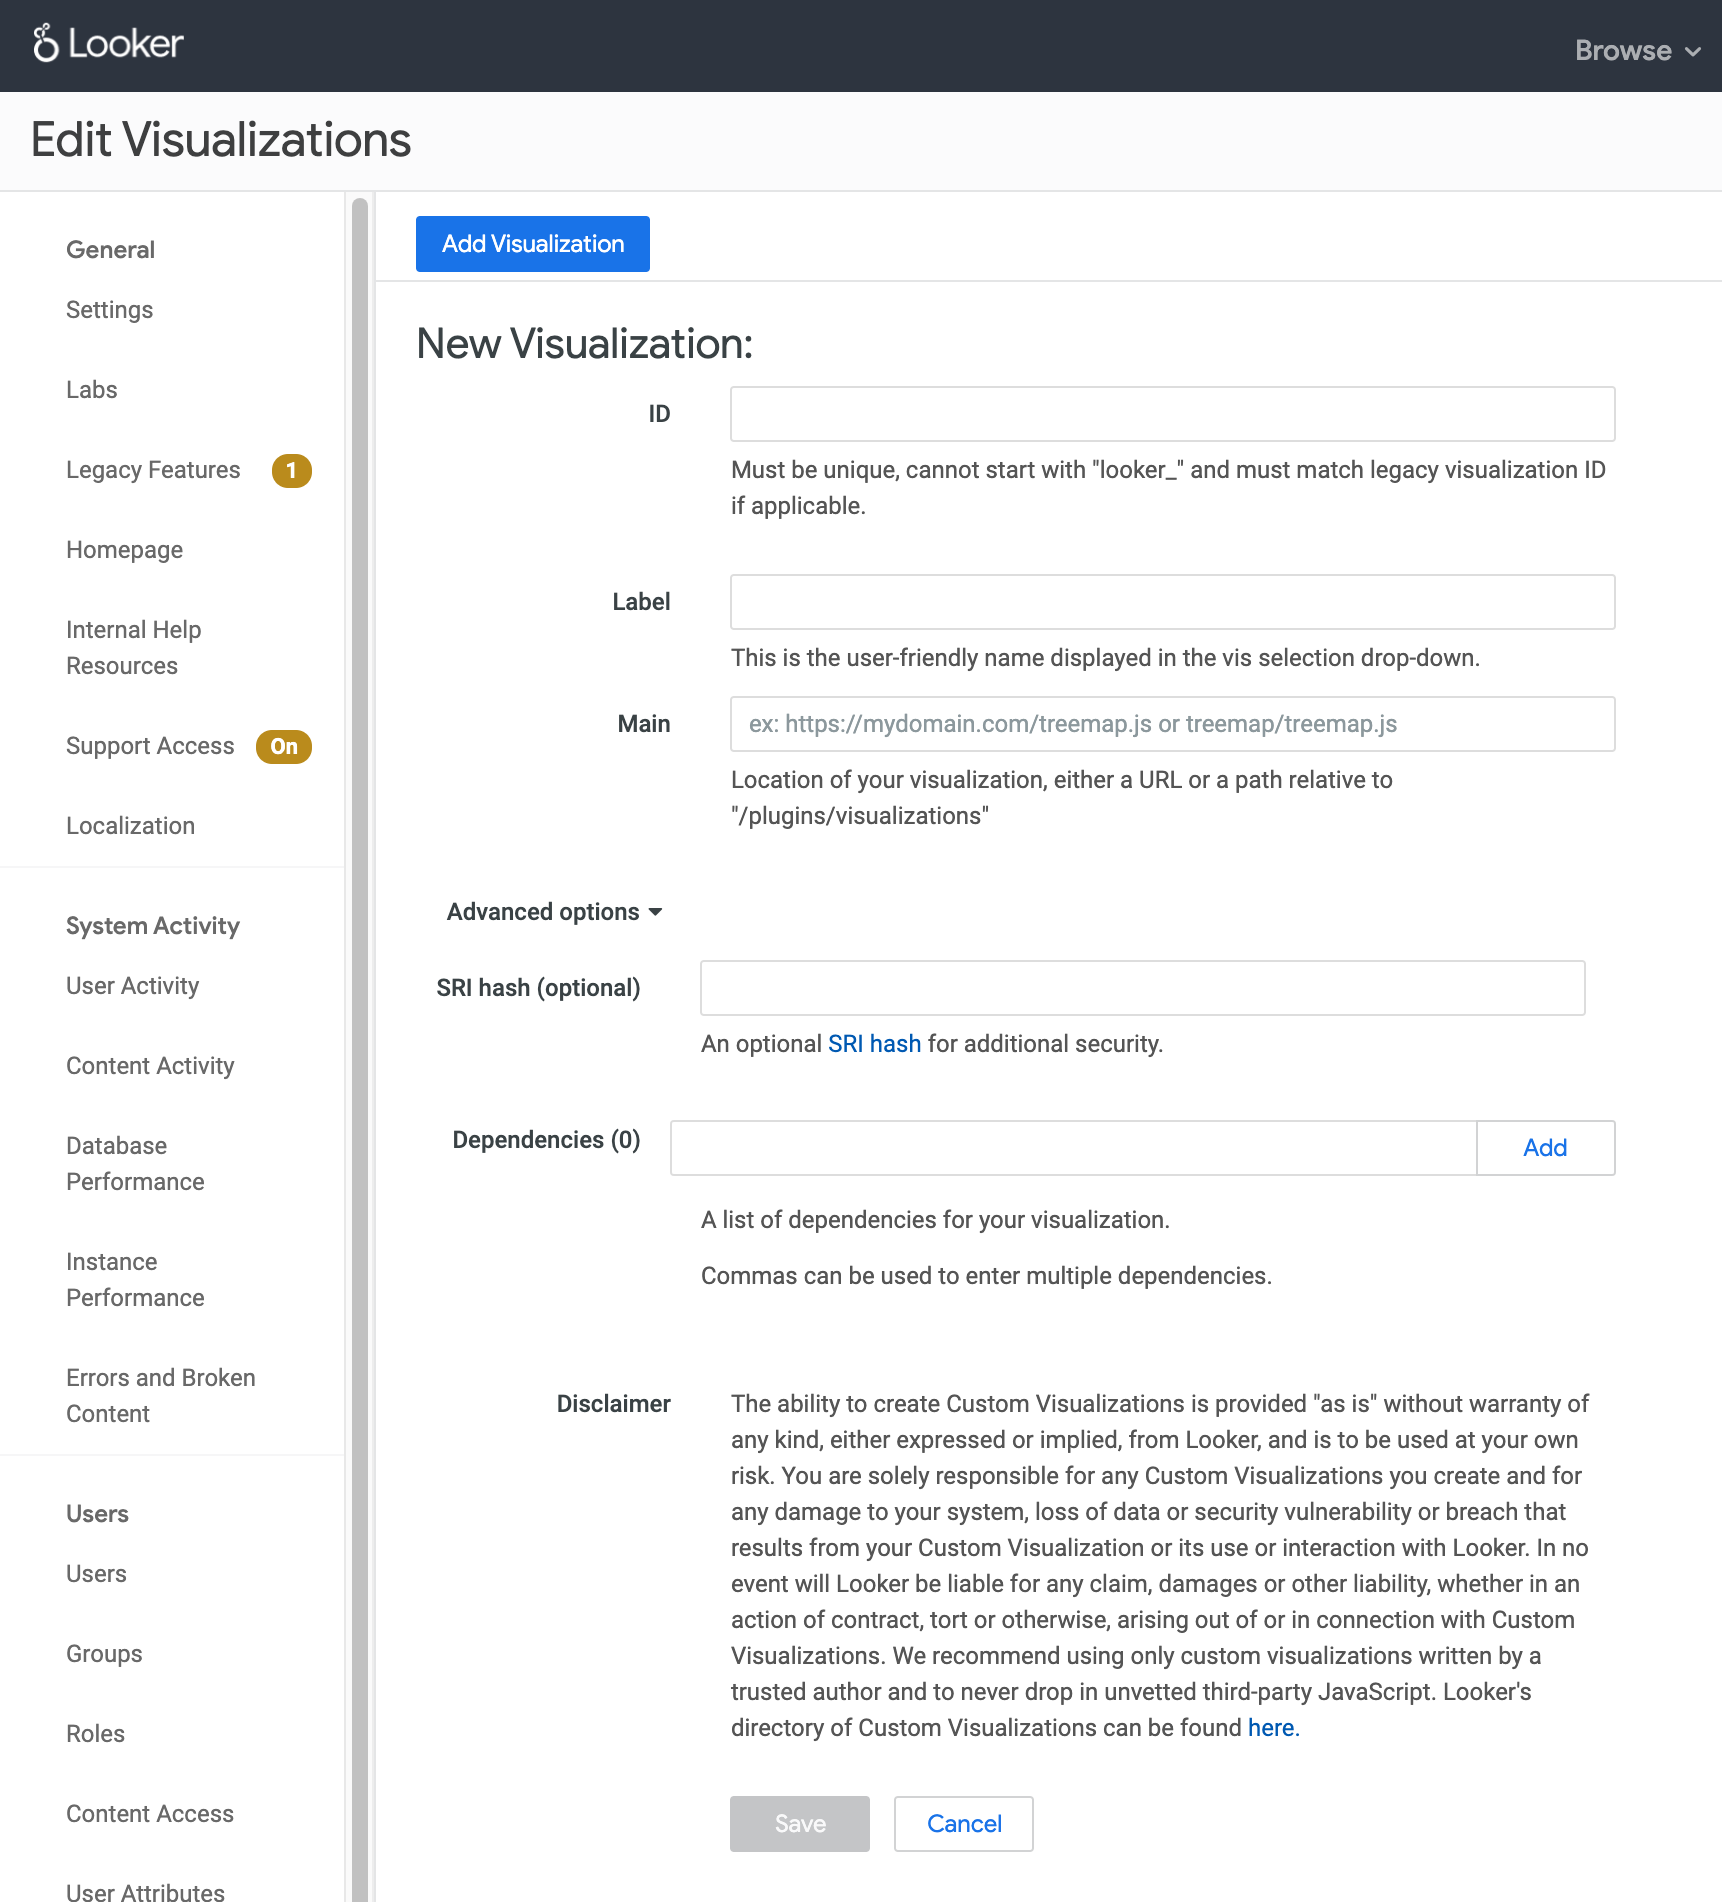 Looker
Browse
Edit Visualizations
General
Settings
Labs
Legacy Features 1
Homepage
Internal Help
Resources
Support Access On
Localization
System Activity
User Activity
Content Activity
Database
Performance
Instance
Performance
Errors and Broken
Content
Users
Users
Groups
Roles
Content Access
User Attributes
Add Visualization
New Visualization:
ID
Must be unique, cannot start with "looker_" and must match legacy visualization ID
if applicable.
Label
This is the user-friendly name displayed in the vis selection drop-down.
Main
ex: https://mydomain.com/treemap.js or treemap/treemap.js
Location of your visualization, either a URL or a path relative to
"/plugins/visualizations"
Advanced options
SRI hash (optional)
An optional SRI hash for additional security.
Dependencies (0)
Add
A list of dependencies for your visualization.
Commas can be used to enter multiple dependencies.
Disclaimer
The ability to create Custom Visualizations is provided "as is" without warranty of
any kind, either expressed or implied, from Looker, and is to be used at your own
risk. You are solely responsible for any Custom Visualizations you create and for
any damage to your system, loss of data or security vulnerability or breach that
results from your Custom Visualization or its use or interaction with Looker. In no
event will Looker be liable for any claim, damages or other liability, whether in an
action of contract, tort or otherwise, arising out of or in connection with Custom
Visualizations. We recommend using only custom visualizations written by a
trusted author and to never drop in unvetted third-party JavaScript. Looker's
directory of Custom Visualizations can be found here.
Save
Cancel